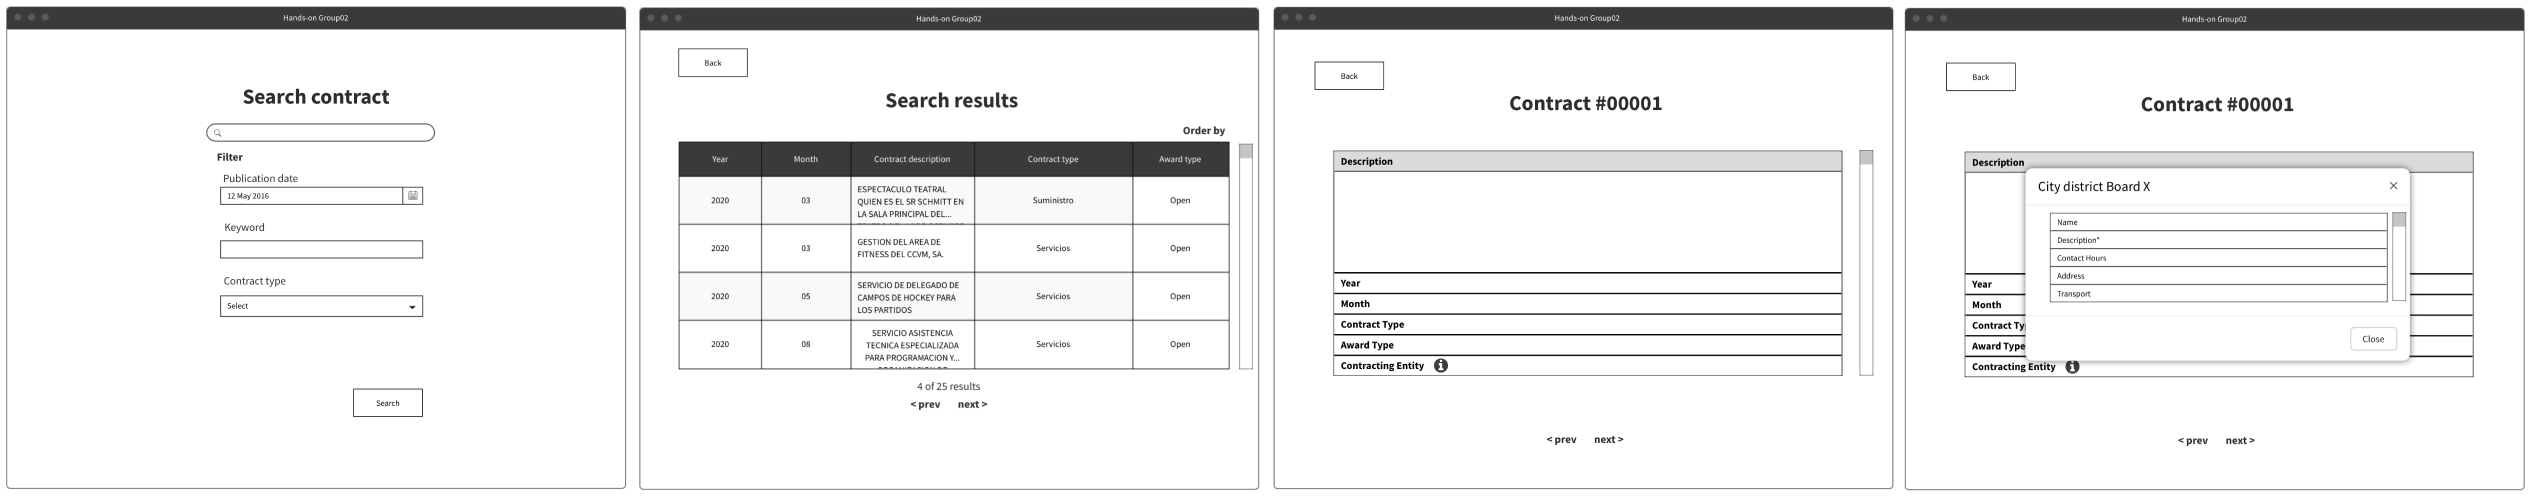 Hands-on Group02
Search contract
Filter
Publication date
12 May 2016
Keyword
Contract type
Select
Search
Hands-on Group02
Back
Search results
Order by
Year Month Contract description Contract type Award type
2020 03 ESPECTACULO TEATRAL QUIEN ES EL SR SCHMITT EN LA SALA PRINCIPAL DEL... Suministro Open
2020 03 GESTION DEL AREA DE FITNESS DEL CCVM, SA. Servicios Open
2020 05 SERVICIO DE DELEGADO DE CAMPOS DE HOCKEY PARA LOS PARTIDOS Servicios Open
2020 08 SERVICIO ASISTENCIA TECNICA ESPECIALIZADA PARA PROGRAMACION Y... Servicios Open
4 of 25 results
< prev next >
Hands-on Group02
Back
Contract #00001
Description
Year
Month
Contract Type
Award Type
Contracting Entity
< prev next >
Hands-on Group02
Back
Contract #00001
Description
City district Board X
Name
Description*
Contact Hours
Address
Transport
Close
Year
Month
Contract Ty
Award Type
Contracting Entity
< prev next >